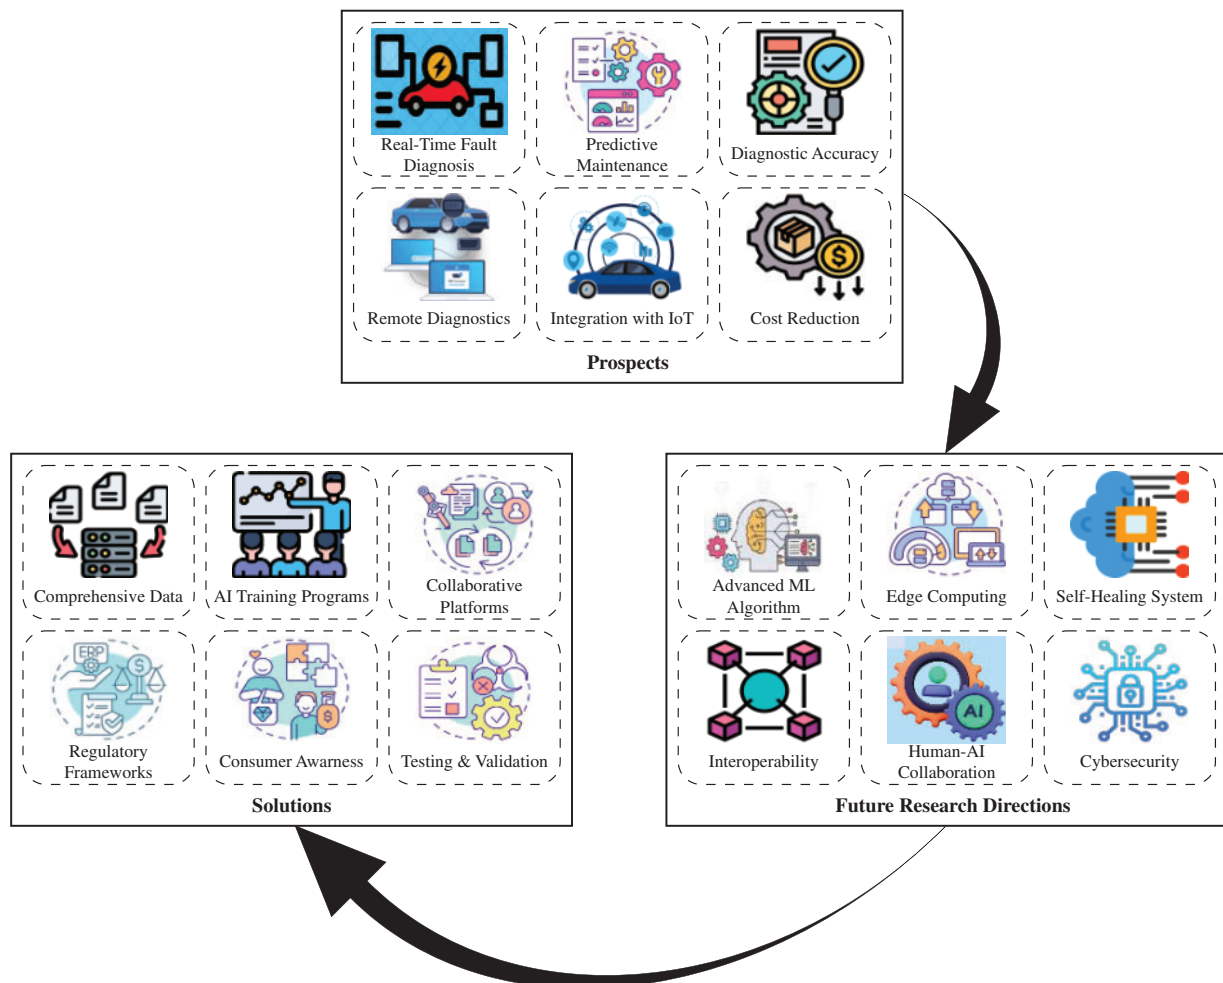 Real-Time Fault
Diagnosis
Predictive
Maintenance
Diagnostic Accuracy
Remote Diagnostics
Integration with IoT
$
Cost Reduction
Prospects
Comprehensive Data
AI Training Programs
Collaborative
Platforms
ERP
$
Regulatory
Frameworks
$
Consumer Awarness
Testing & Validation
Solutions
Advanced ML
Algorithm
Edge Computing
Self-Healing System
Interoperability
AI
Human-AI
Collaboration
Cybersecurity
Future Research Directions